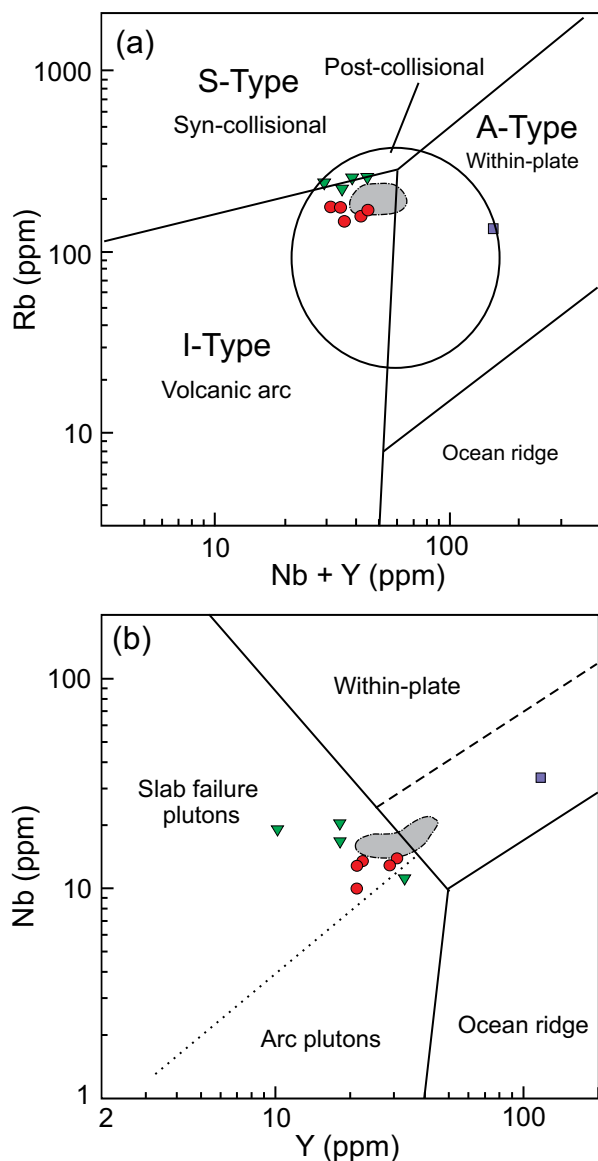 (a)
Post-collisional
S-Type
Syn-collisional
A-Type
Within-plate
I-Type
Volcanic arc
Ocean ridge
1000
100
10
Rb (ppm)
10
100
Nb + Y (ppm)
(b)
Within-plate
Slab failure
plutons
Arc plutons
Ocean ridge
100
10
1
Nb (ppm)
2
10
100
Y (ppm)